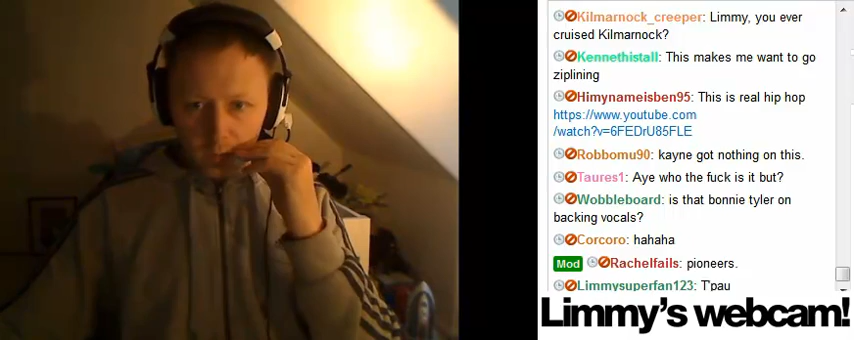 Kilmarnock_creeper: Limmy, you ever
cruised Kilmarnock?
Kennethistall: This makes me want to go
ziplining
Himynameisben95: This is real hip hop
https://www.youtube.com
/watch?v=6FEDrU85FLE
Robbomu90: kayne got nothing on this.
Taures1: Aye who the fuck is it but?
Wobbleboard: is that bonnie tyler on
backing vocals?
Corcoro: hahaha
Mod Rachelfails: pioneers.
Limmysuperfan123: T'pau
Limmy's webcam!